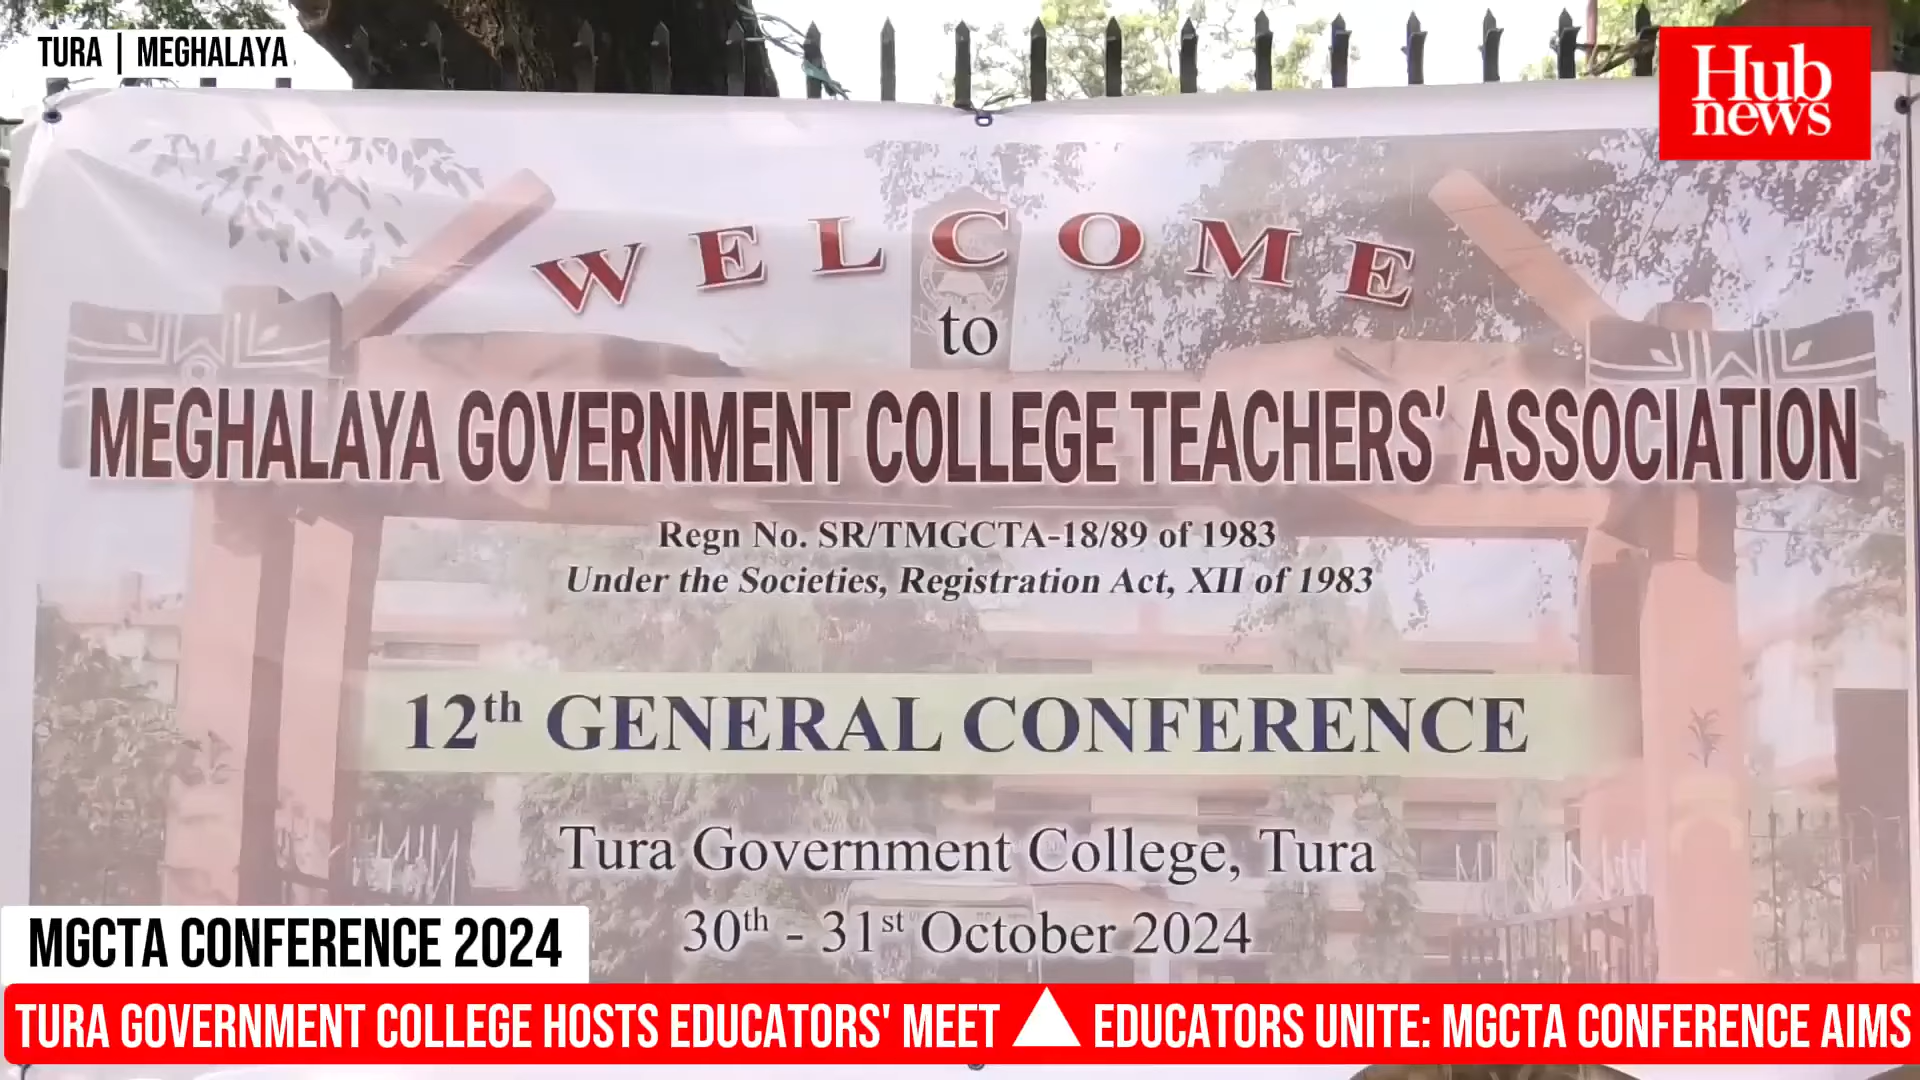 TURA | MEGHALAYA
Hub
news
WELCOME
to
MEGHALAYA GOVERNMENT COLLEGE TEACHERS' ASSOCIATION
Regn No. SR/TMGCTA-18/89 of 1983
Under the Societies, Registration Act, XII of 1983
12th GENERAL CONFERENCE
Tura Government College, Tura
30th - 31st October 2024
MGCTA CONFERENCE 2024
TURA GOVERNMENT COLLEGE HOSTS EDUCATORS' MEET EDUCATORS UNITE: MGCTA CONFERENCE AIMS